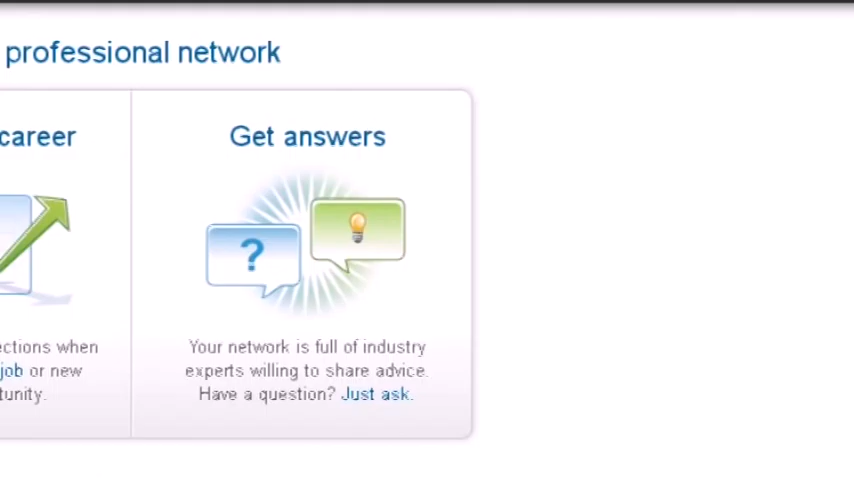 professional network
career
Get answers
?
ections when
job or new
tunity.
Your network is full of industry
experts willing to share advice.
Have a question? Just ask.